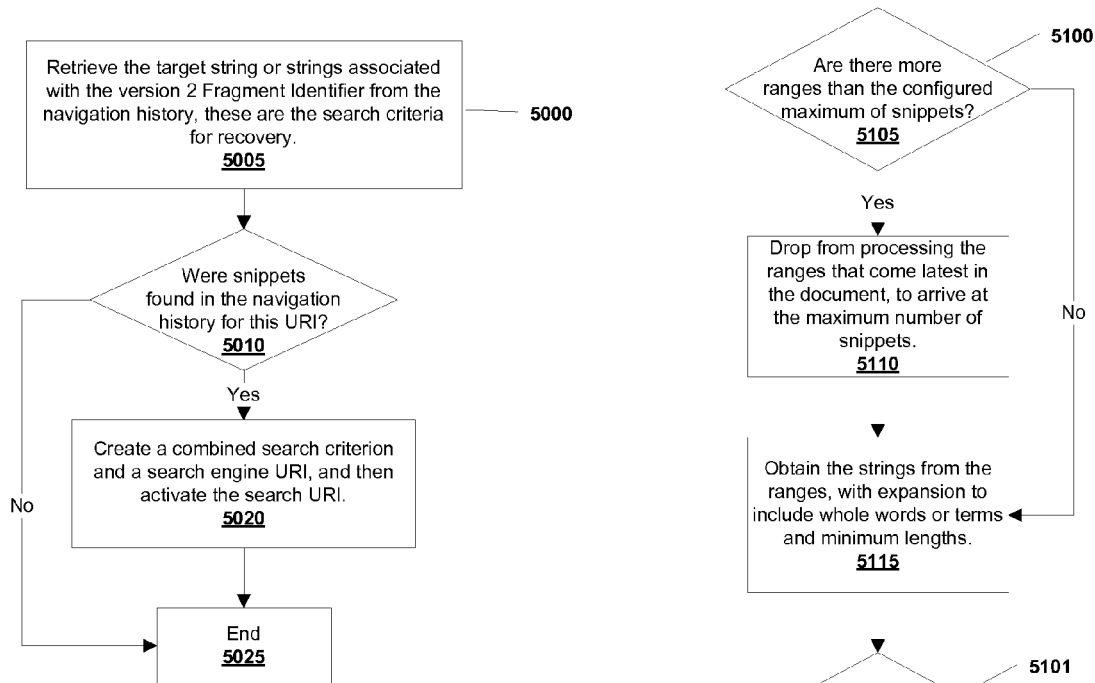 Retrieve the target string or strings associated
with the version 2 Fragment Identifier from the
navigation history, these are the search criteria
for recovery.
5005
5000
Were snippets
found in the navigation
history for this URI?
5010
Yes
No
Create a combined search criterion
and a search engine URI, and then
activate the search URI.
5020
End
5025
5100
Are there more
ranges than the configured
maximum of snippets?
5105
Yes
No
Drop from processing the
ranges that come latest in
the document, to arrive at
the maximum number of
snippets.
5110
Obtain the strings from the
ranges, with expansion to
include whole words or terms
and minimum lengths.
5115
5101